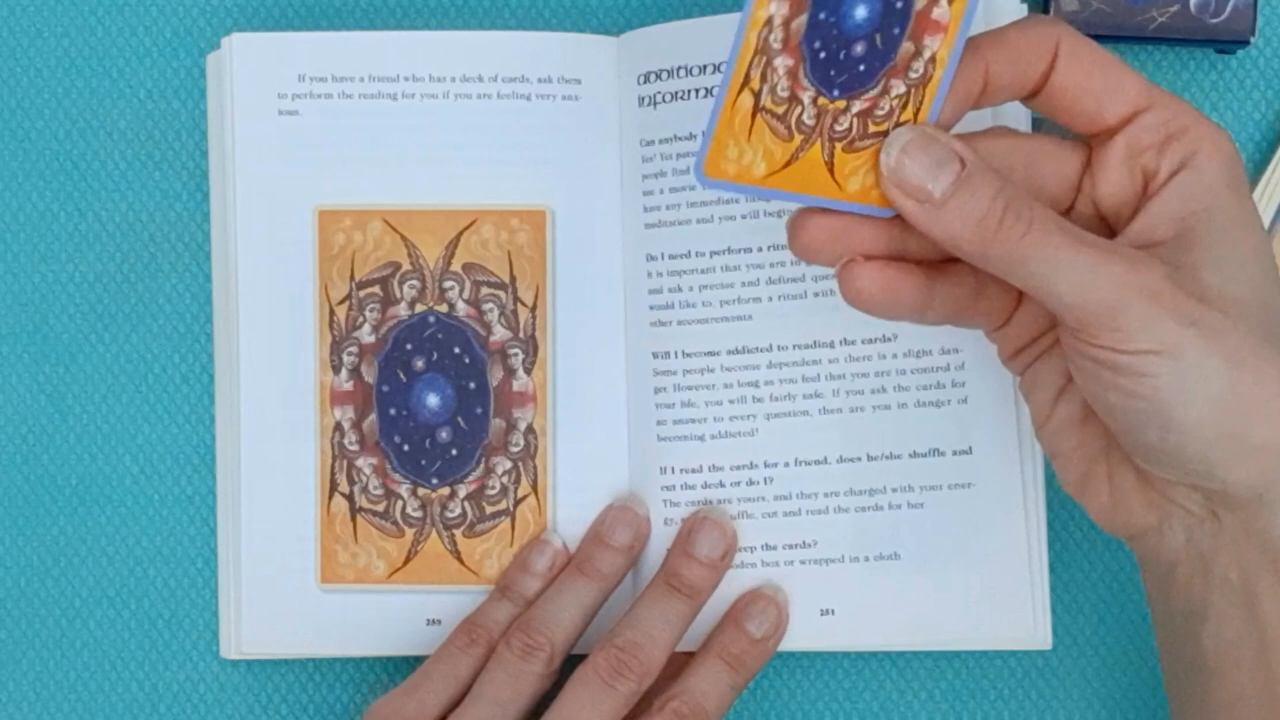 If you have a friend who has a deck of cards, ask them
to perform the reading for you if you are feeling very anx-
ious.
250
additiona
informa
Can anybody
Yes! Yet
people find
use a movie
have any immediate
meditation and you will begin
Do I need to perform a ritu
It is important that you are in
and ask a precise and defined ques
would like to, perform a ritual with
other accoutrements
Will I become addicted to reading the cards?
Some people become dependent so there is a slight dan-
ger. However, as long as you feel that you are in control of
your life, you will be fairly safe. If you ask the cards for
an answer to every question, then are you in danger of
becoming addicted!
If I read the cards for a friend, does he/she shuffle and
cut the deck or do I?
The cards are yours, and they are charged with your ener-
gy, uffle, cut and read the cards for her
eep the cards?
oden box or wrapped in a cloth
251